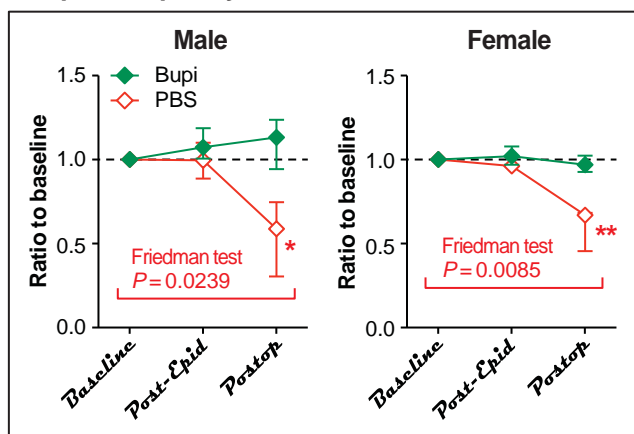 Male
Female
Ratio to baseline
1.5
1.0
0.5
0.0
Bupi
PBS
*
Friedman test
P = 0.0239
Baseline
Post-Epid
Postop
Ratio to baseline
1.5
1.0
0.5
0.0
**
Friedman test
P = 0.0085
Baseline
Post-Epid
Postop